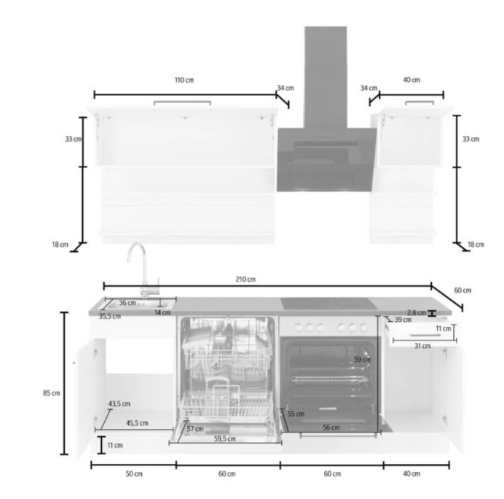 110 cm
34 cm
34 cm
40 cm
33 cm
33 cm
18 cm
18 cm
210 cm
60 cm
36 cm
14 cm
35,5 cm
2,8 cm
39 cm
11 cm
31 cm
59 cm
85 cm
43,5 cm
45,5 cm
57 cm
59,5 cm
55 cm
56 cm
11 cm
50 cm
60 cm
60 cm
40 cm